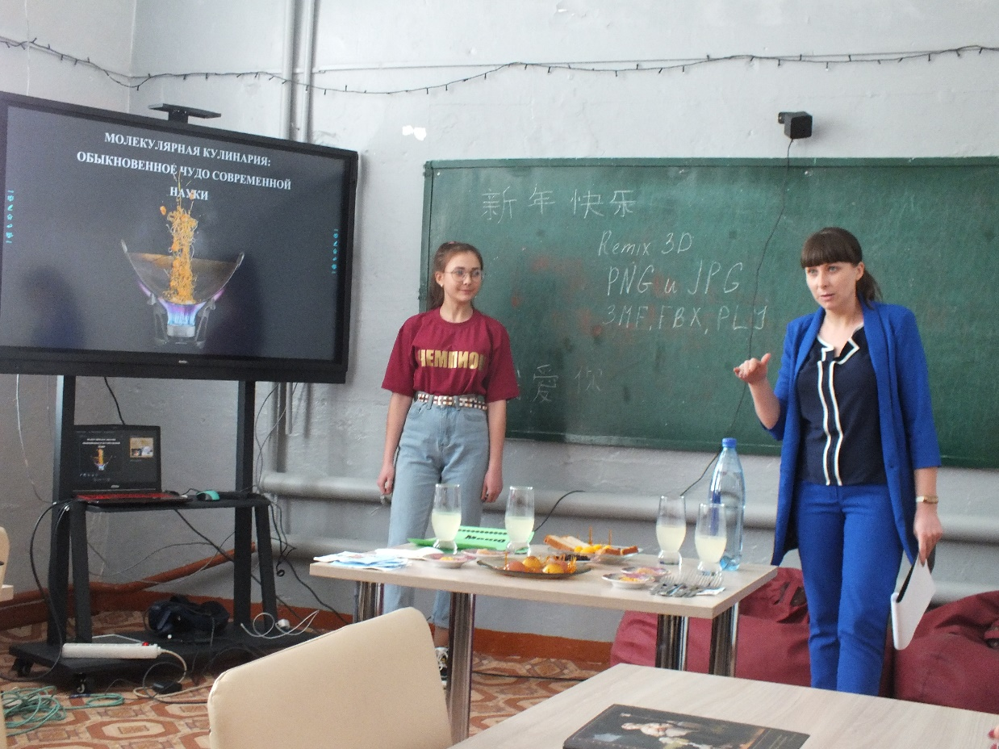 МОЛЕКУЛЯРНАЯ КУЛИНАРИЯ:
ОБЫКНОВЕННОЕ ЧУДО СОВРЕМЕННОЙ
НАУКИ
新年快乐
Remix 3D
PNG и JPG
3MF, FBX, PLY
爱你
ЧЕМПИОН
Меню